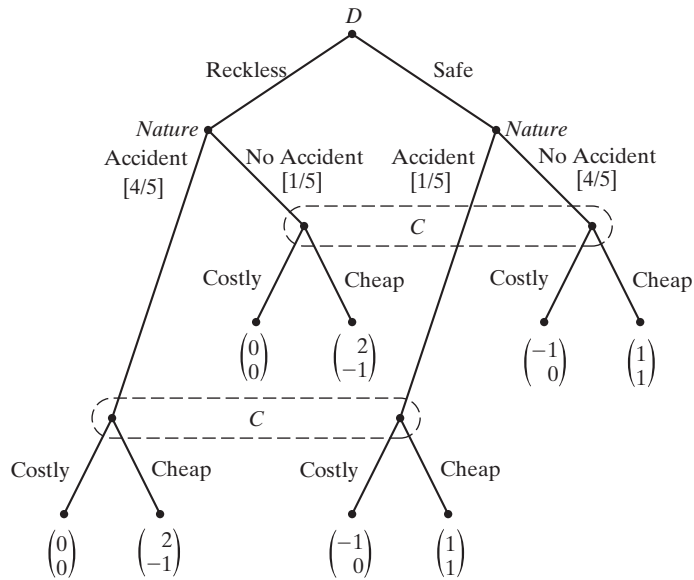 D
Reckless Safe
Nature Nature
Accident No Accident Accident No Accident
[4/5] [1/5] [1/5] [4/5]
C
Costly Cheap Costly Cheap
(0 0) (2 −1) (−1 0) (1 1)
C
Costly Cheap Costly Cheap
(0 0) (2 −1) (−1 0) (1 1)